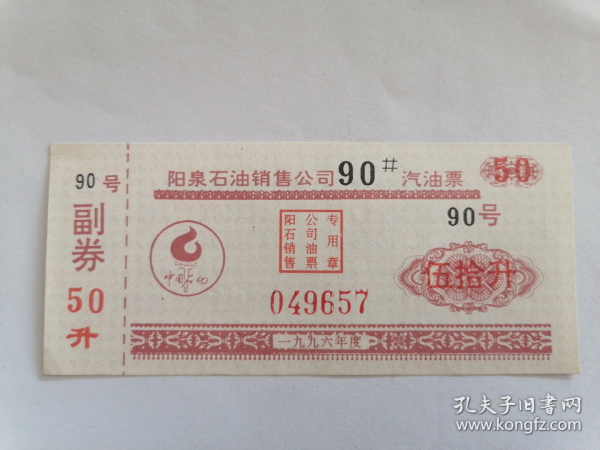 90号
副券
50
升
阳泉石油销售公司90#汽油票
50
90号
阳石销售
公司油票
专用章
中国石化
伍拾升
049657
一九九六年度
孔夫子旧书网
www.kongfz.com